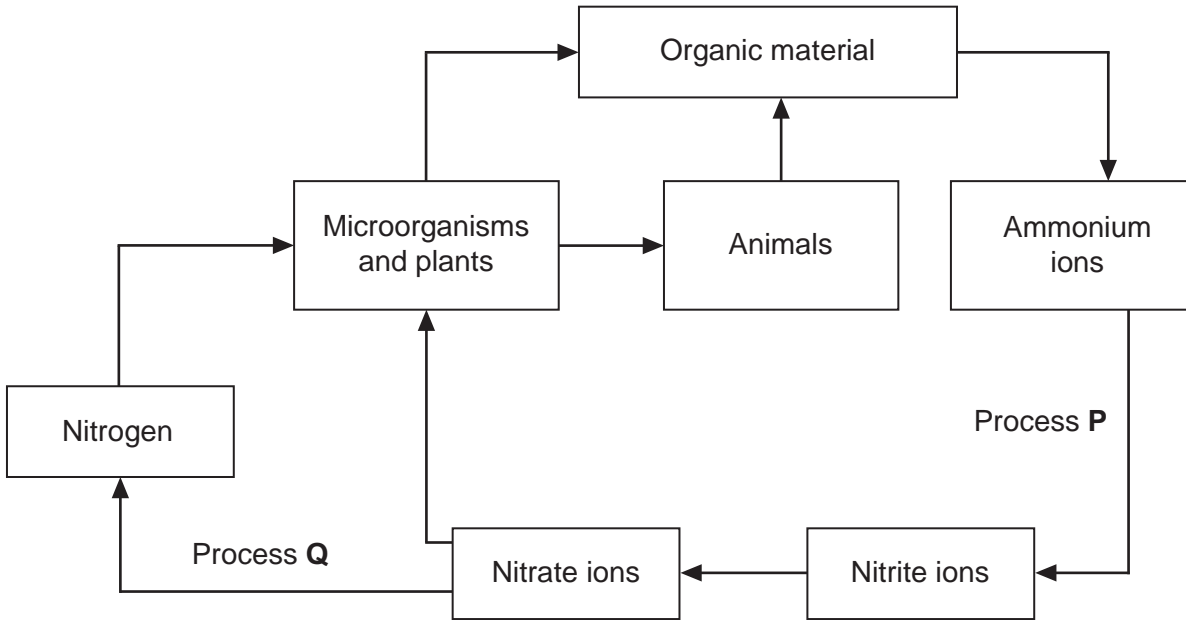 Organic material
Microorganisms
and plants
Animals
Ammonium
ions
Nitrogen
Process P
Process Q
Nitrate ions
Nitrite ions